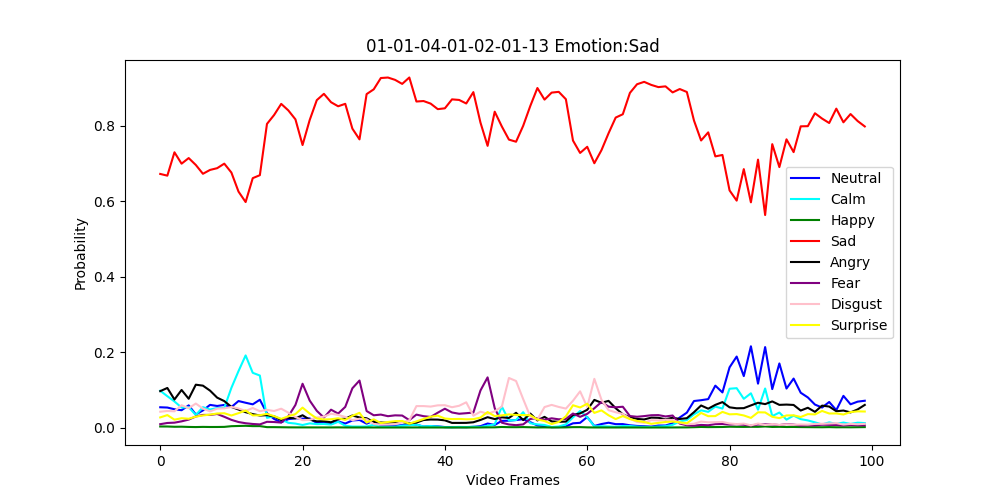 01-01-04-01-02-01-13 Emotion:Sad
Probability
0.8
0.6
0.4
0.2
0.0
Neutral
Calm
Happy
Sad
Angry
Fear
Disgust
Surprise
0
20
40
60
80
100
Video Frames